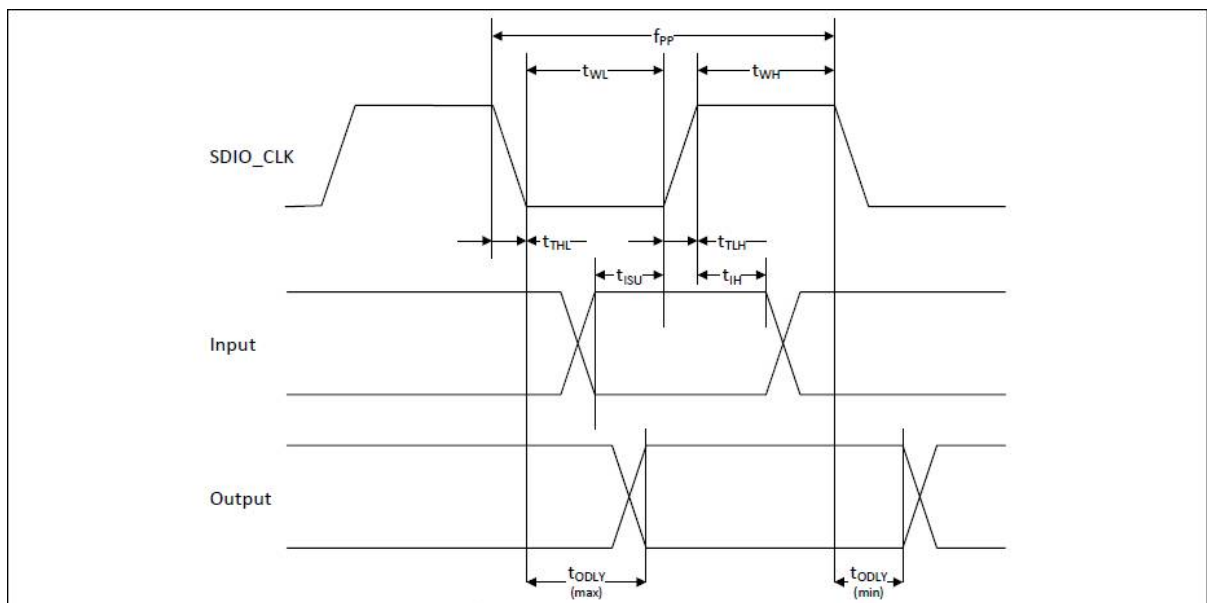 fPP
tWL
tWH
SDIO_CLK
tTHL
tTLH
tISU
tIH
Input
Output
tODLY
(max)
tODLY
(min)